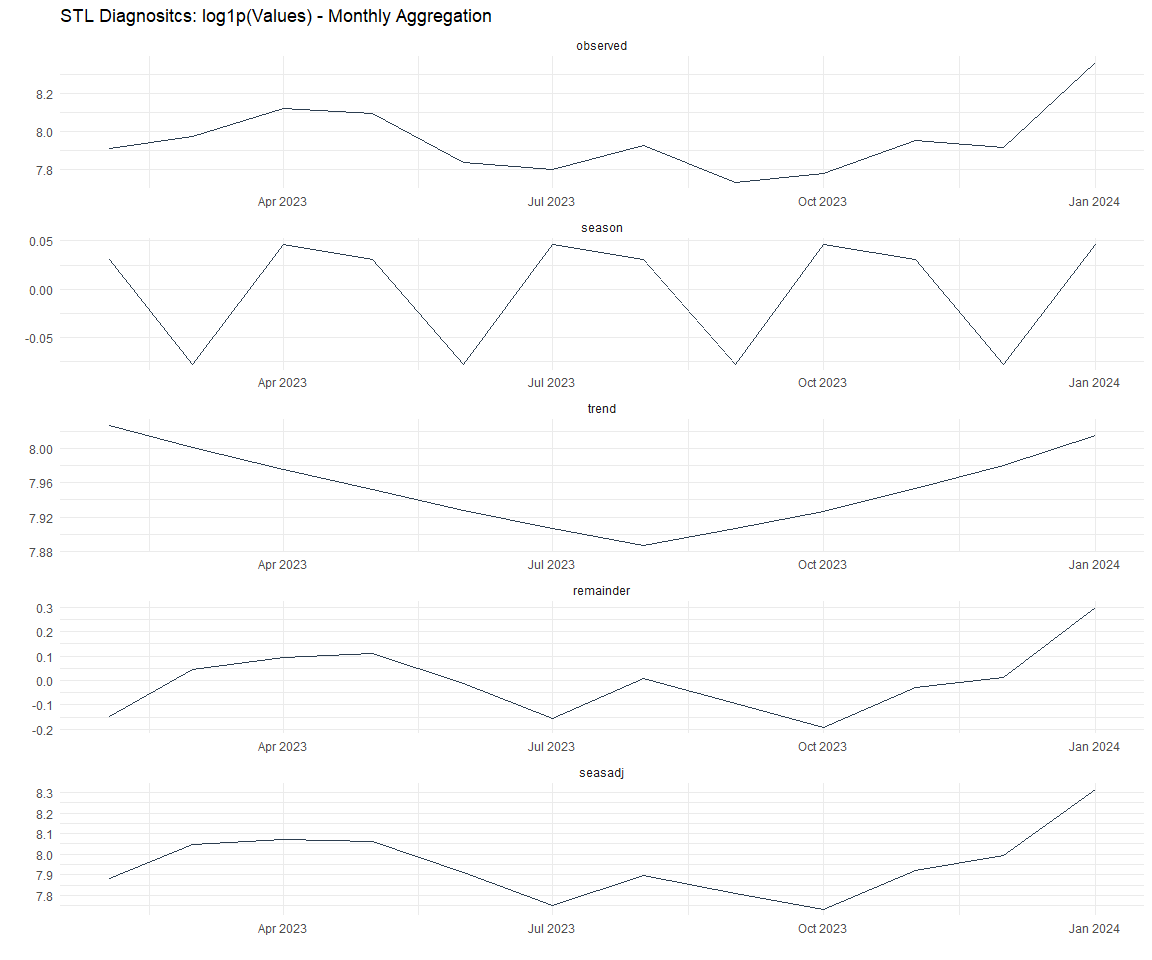 STL Diagnositcs: log1p(Values) - Monthly Aggregation
observed
8.2
8.0
7.8
Apr 2023 Jul 2023 Oct 2023 Jan 2024
season
0.05
0.00
-0.05
Apr 2023 Jul 2023 Oct 2023 Jan 2024
trend
8.00
7.96
7.92
7.88
Apr 2023 Jul 2023 Oct 2023 Jan 2024
remainder
0.3
0.2
0.1
0.0
-0.1
-0.2
Apr 2023 Jul 2023 Oct 2023 Jan 2024
seasadj
8.3
8.2
8.1
8.0
7.9
7.8
Apr 2023 Jul 2023 Oct 2023 Jan 2024